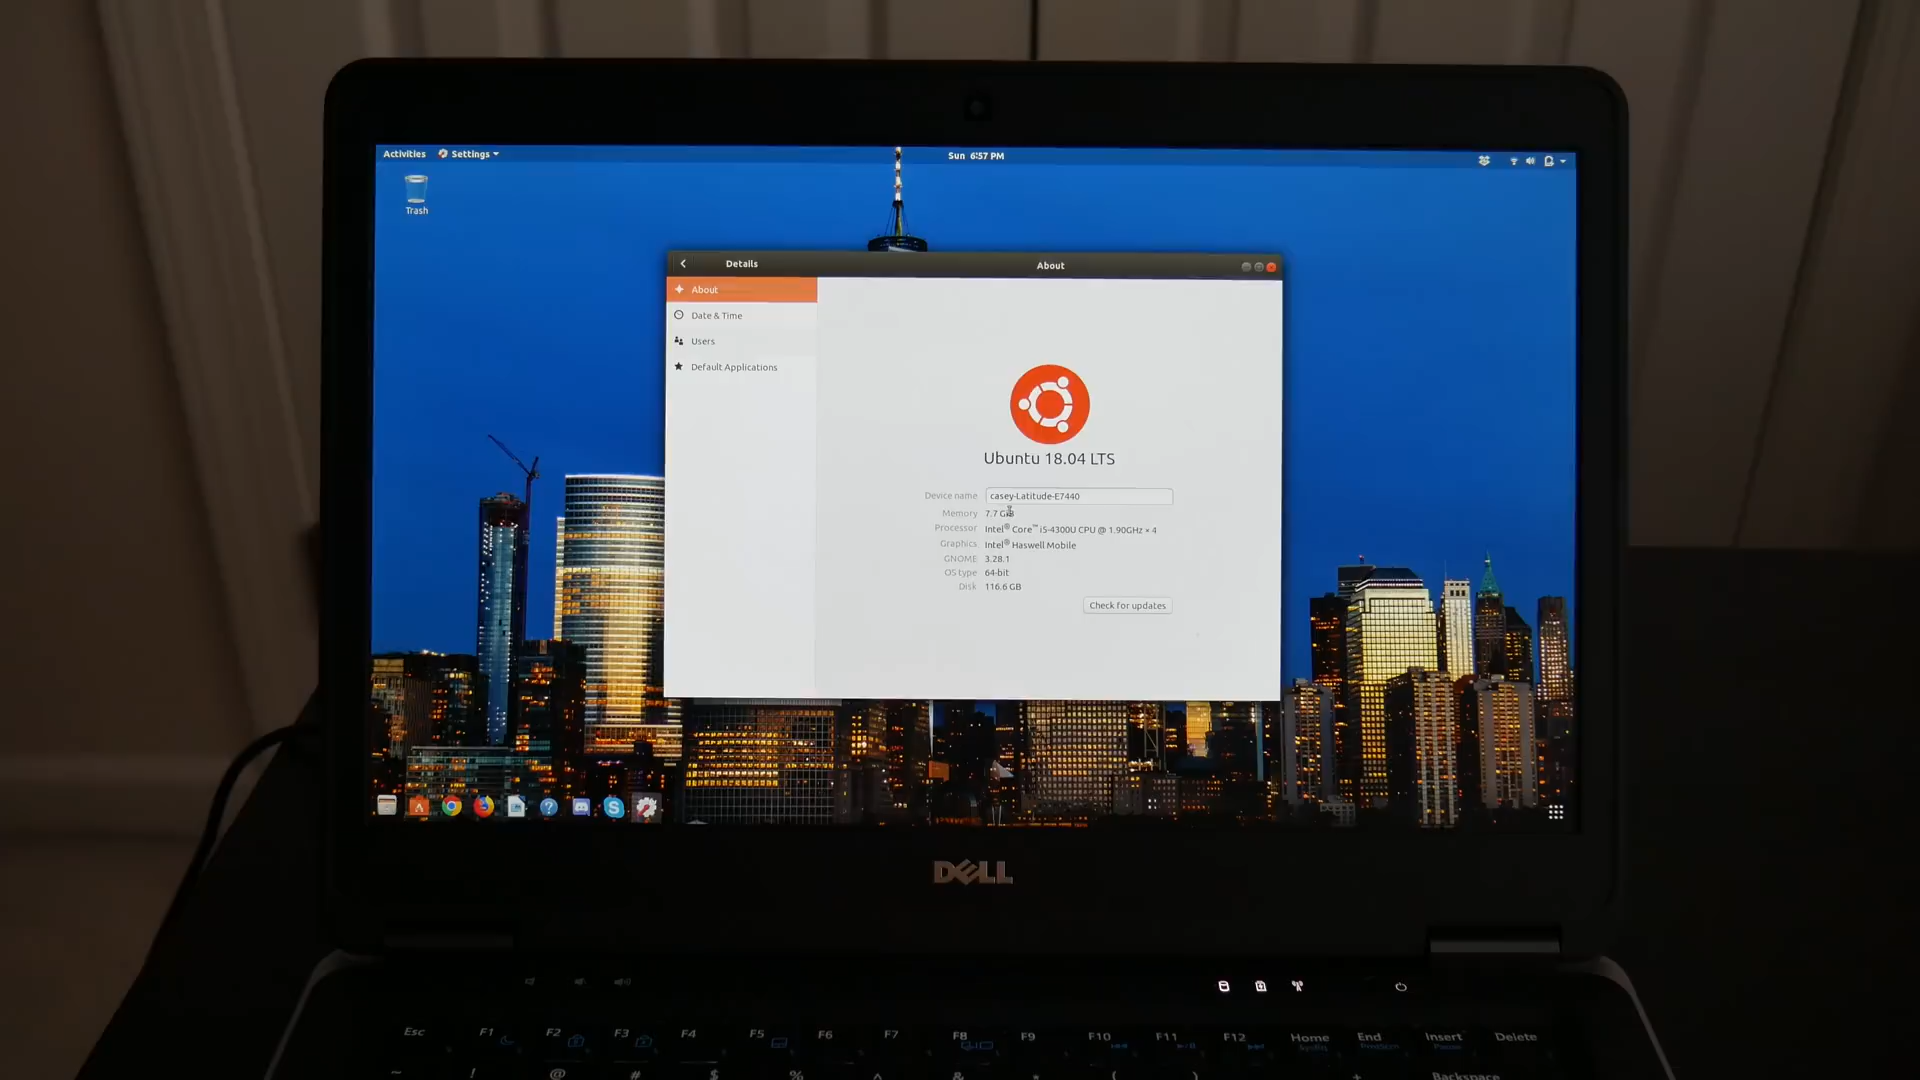 Activities Settings
Sun 6:57 PM
Trash
Details
About
About
Date & Time
Users
Default Applications
Ubuntu 18.04 LTS
Device name casey-Latitude-E7440
Memory 7.7 GiB
Processor Intel® Core™ i5-4300U CPU @ 1.90GHz × 4
Graphics Intel® Haswell Mobile
GNOME 3.28.1
OS type 64-bit
Disk 116.6 GB
Check for updates
DELL
Esc F1 F2 F3 F4 F5 F6 F7 F8 F9 F10 F11 F12 Home End Insert Delete
SysRq PrntScrn Pause
~ ! @ # $ % ^ & * ( ) + Backspace